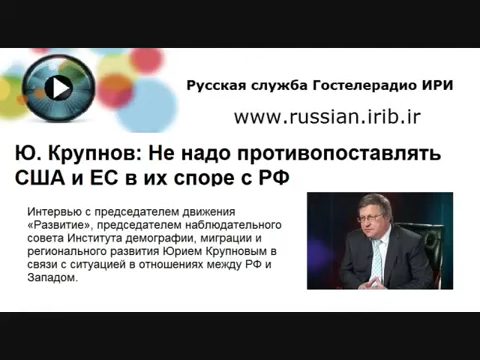 Русская служба Гостелерадио ИРИ
www.russian.irib.ir
Ю. Крупнов: Не надо противопоставлять
США и ЕС в их споре с РФ
Интервью с председателем движения
«Развитие», председателем наблюдательного
совета Института демографии, миграции и
регионального развития Юрием Крупновым в
связи с ситуацией в отношениях между РФ и
Западом.